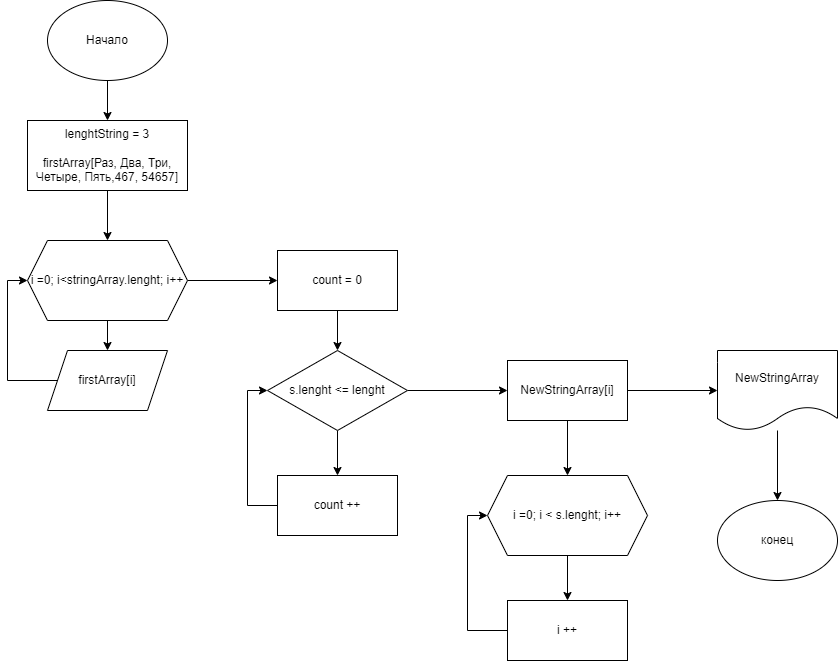 Начало
lenghtString = 3
firstArray[Раз, Два, Три,
Четыре, Пять,467, 54657]
i =0; i<stringArray.lenght; i++
firstArray[i]
count = 0
s.lenght <= lenght
count ++
NewStringArray[i]
i =0; i < s.lenght; i++
i ++
NewStringArray
конец